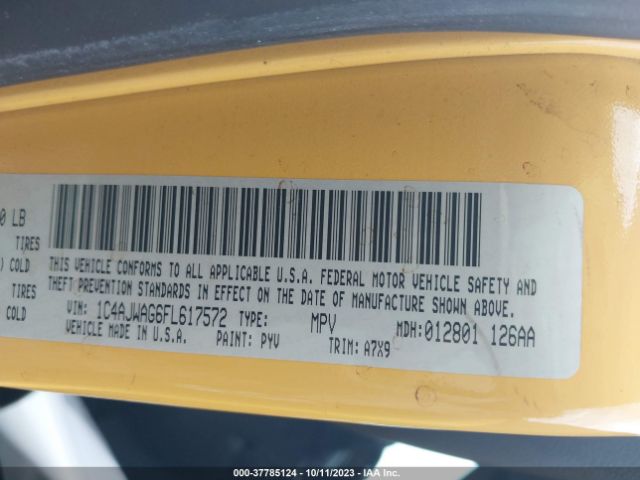 0 LB
TIRES
) COLD
TIRES
COLD
THIS VEHICLE CONFORMS TO ALL APPLICABLE U.S.A. FEDERAL MOTOR VEHICLE SAFETY AND
THEFT PREVENTION STANDARDS IN EFFECT ON THE DATE OF MANUFACTURE SHOWN ABOVE.
VIN: 1C4AJWAG6FL617572 TYPE: MPV MDH:012801 126AA
VEHICLE MADE IN U.S.A. PAINT: PYV TRIM: A7X9
000-37785124 - 10/11/2023 - IAA Inc.